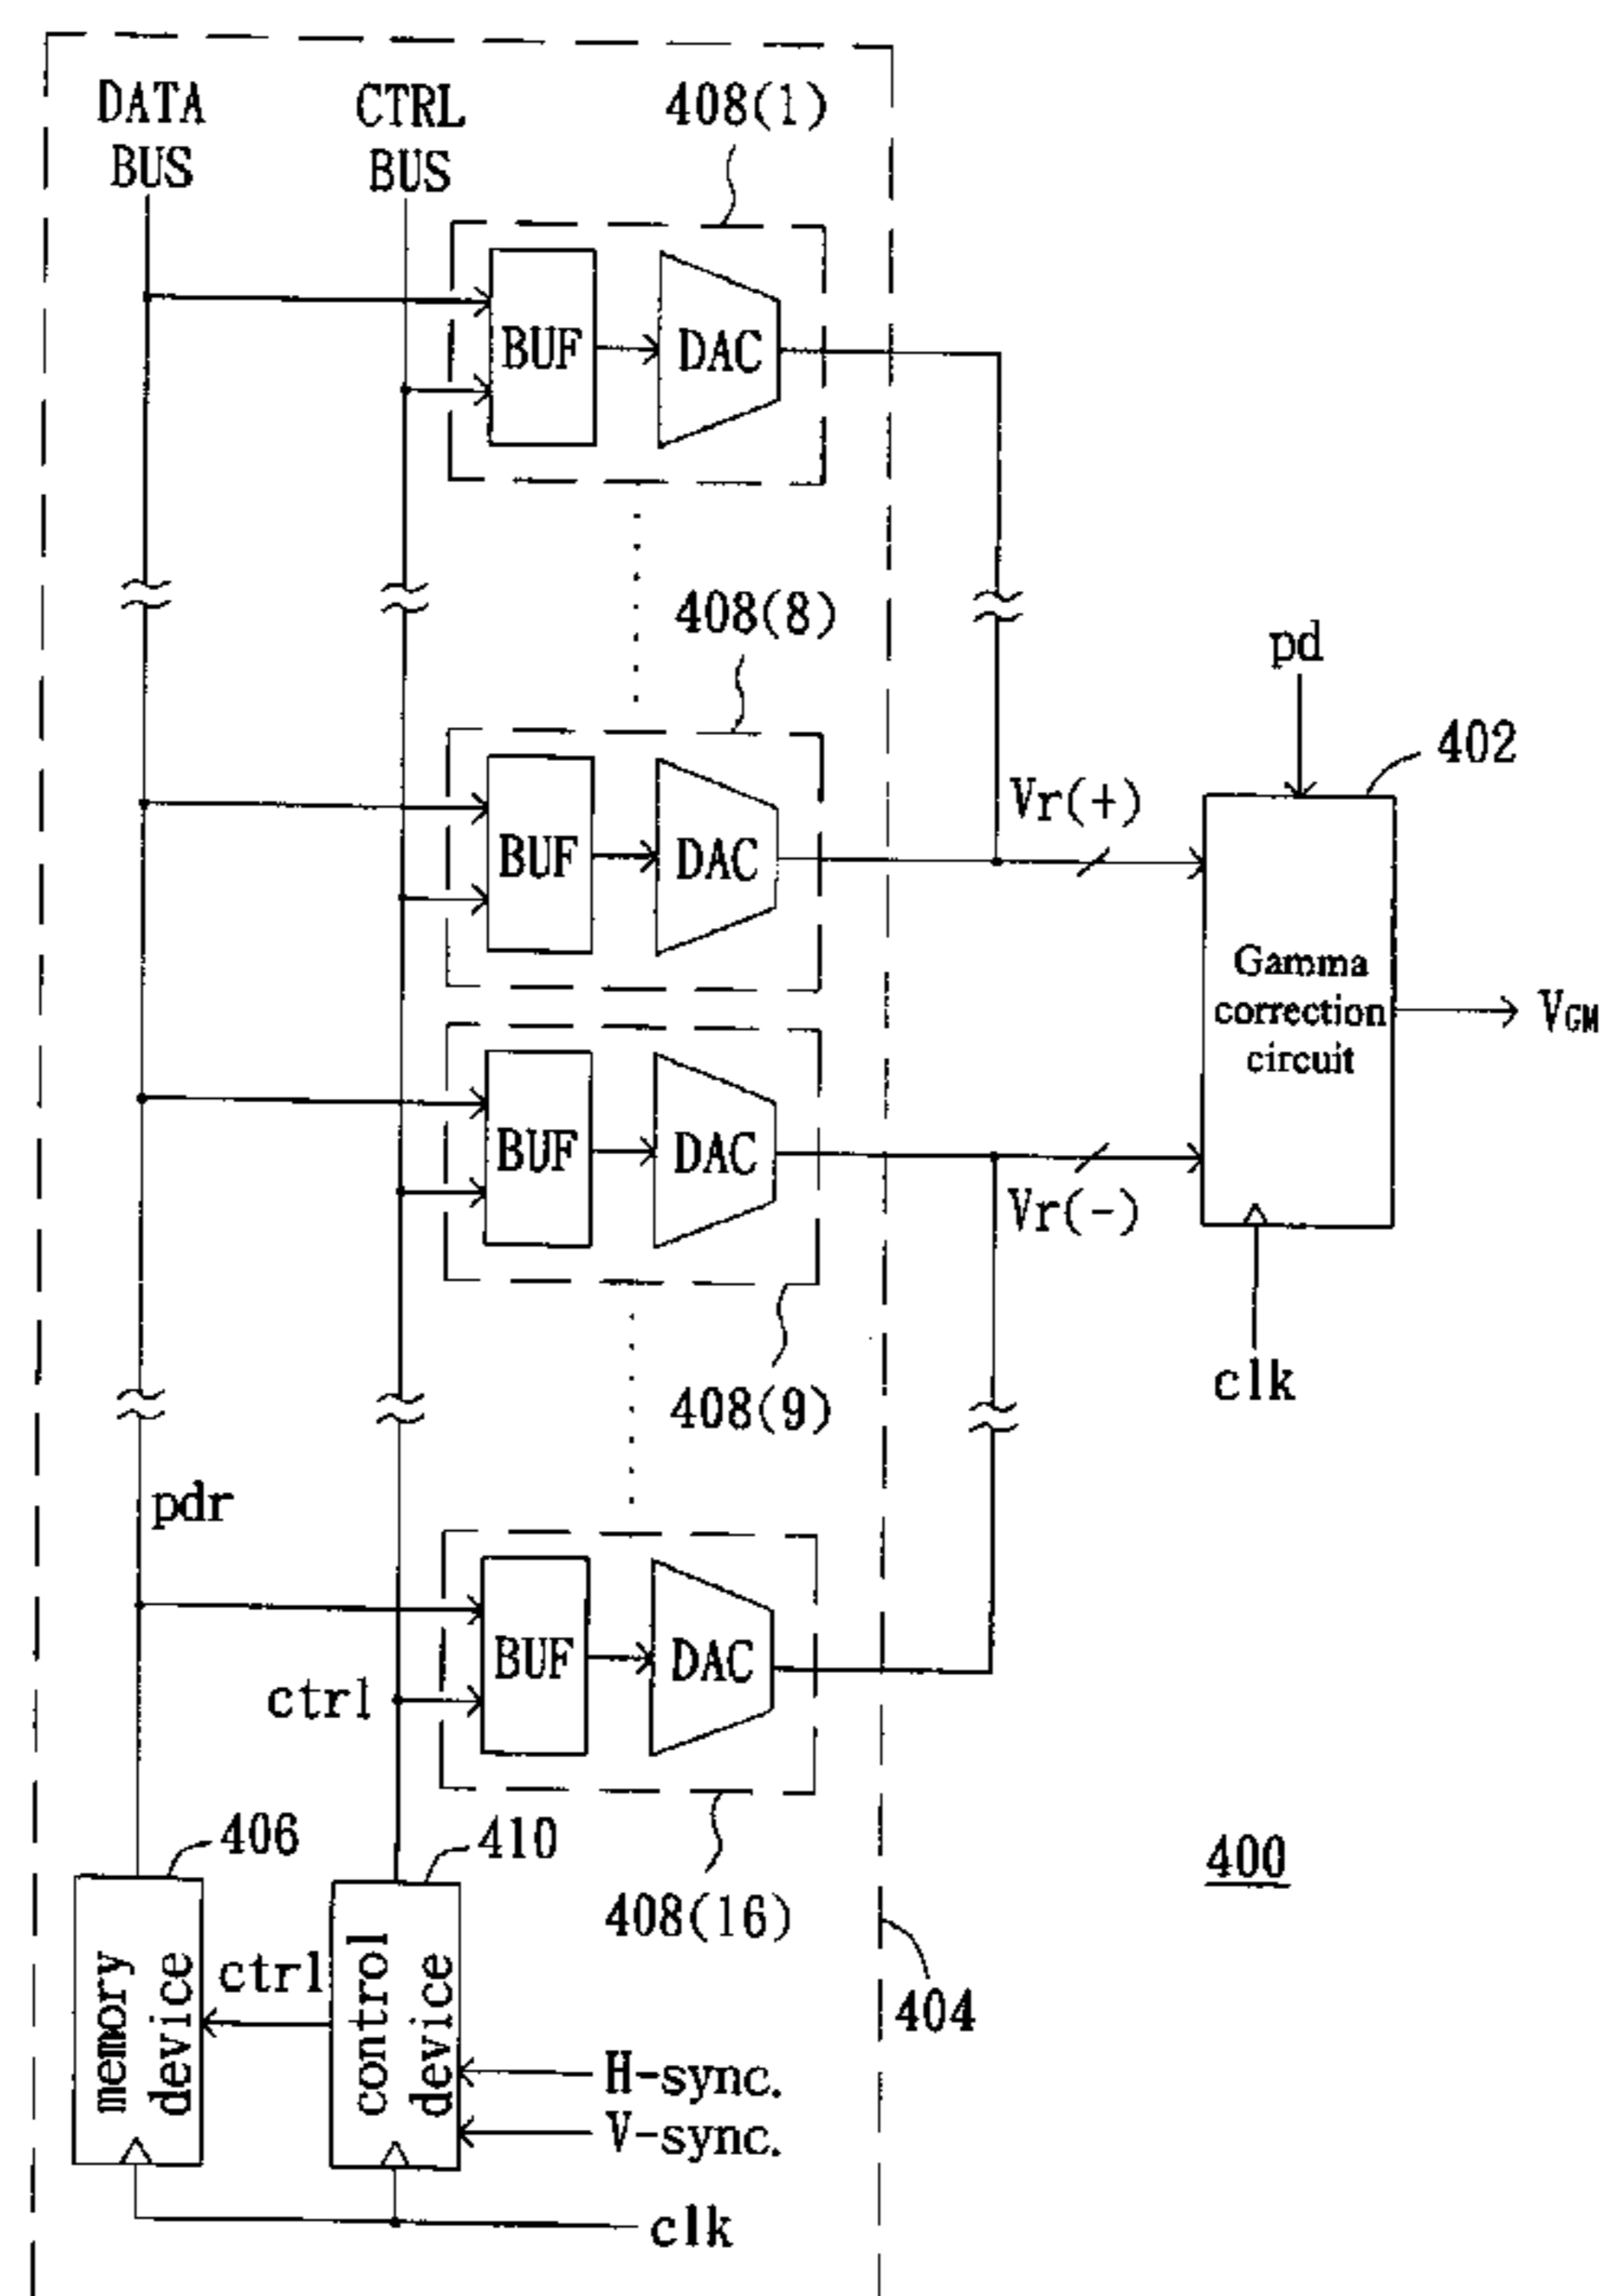 DATA
BUS
CTRL
BUS
408(1)
BUF
DAC
408(8)
BUF
DAC
pd
402
Vr(+)
Gamma
correction
circuit
VGM
BUF
DAC
Vr(-)
clk
408(9)
pdr
BUF
DAC
ctrl
406
410
408(16)
400
memory
device
ctrl
control
device
404
H-sync.
V-sync.
clk